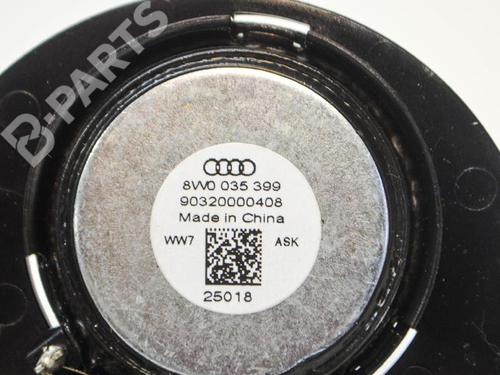 B-PARTS
8W0 035 399
90320000408
Made in China
WW7 ASK
25018